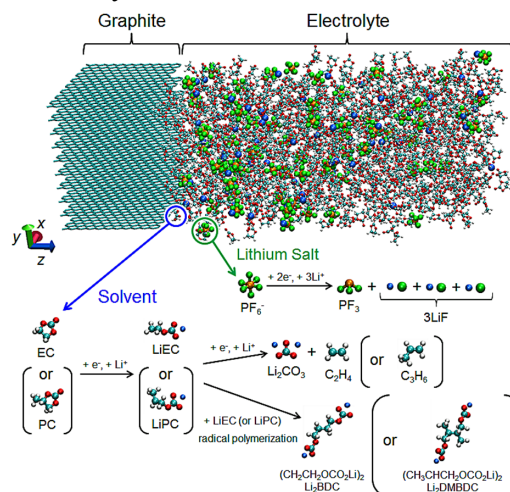 Graphite
Electrolyte
y x z
Lithium Salt
Solvent
+ 2e⁻, + 3Li⁺
PF₆⁻
PF₃
+
+
+
3LiF
EC
or
PC
+ e⁻, + Li⁺
LiEC
or
LiPC
+ e⁻, + Li⁺
Li₂CO₃
+
C₂H₄
or
C₃H₆
+ LiEC (or LiPC)
radical polymerization
(CH₂CH₂OCO₂Li)₂
Li₂BDC
or
(CH₃CHCH₂OCO₂Li)₂
Li₂DMBDC